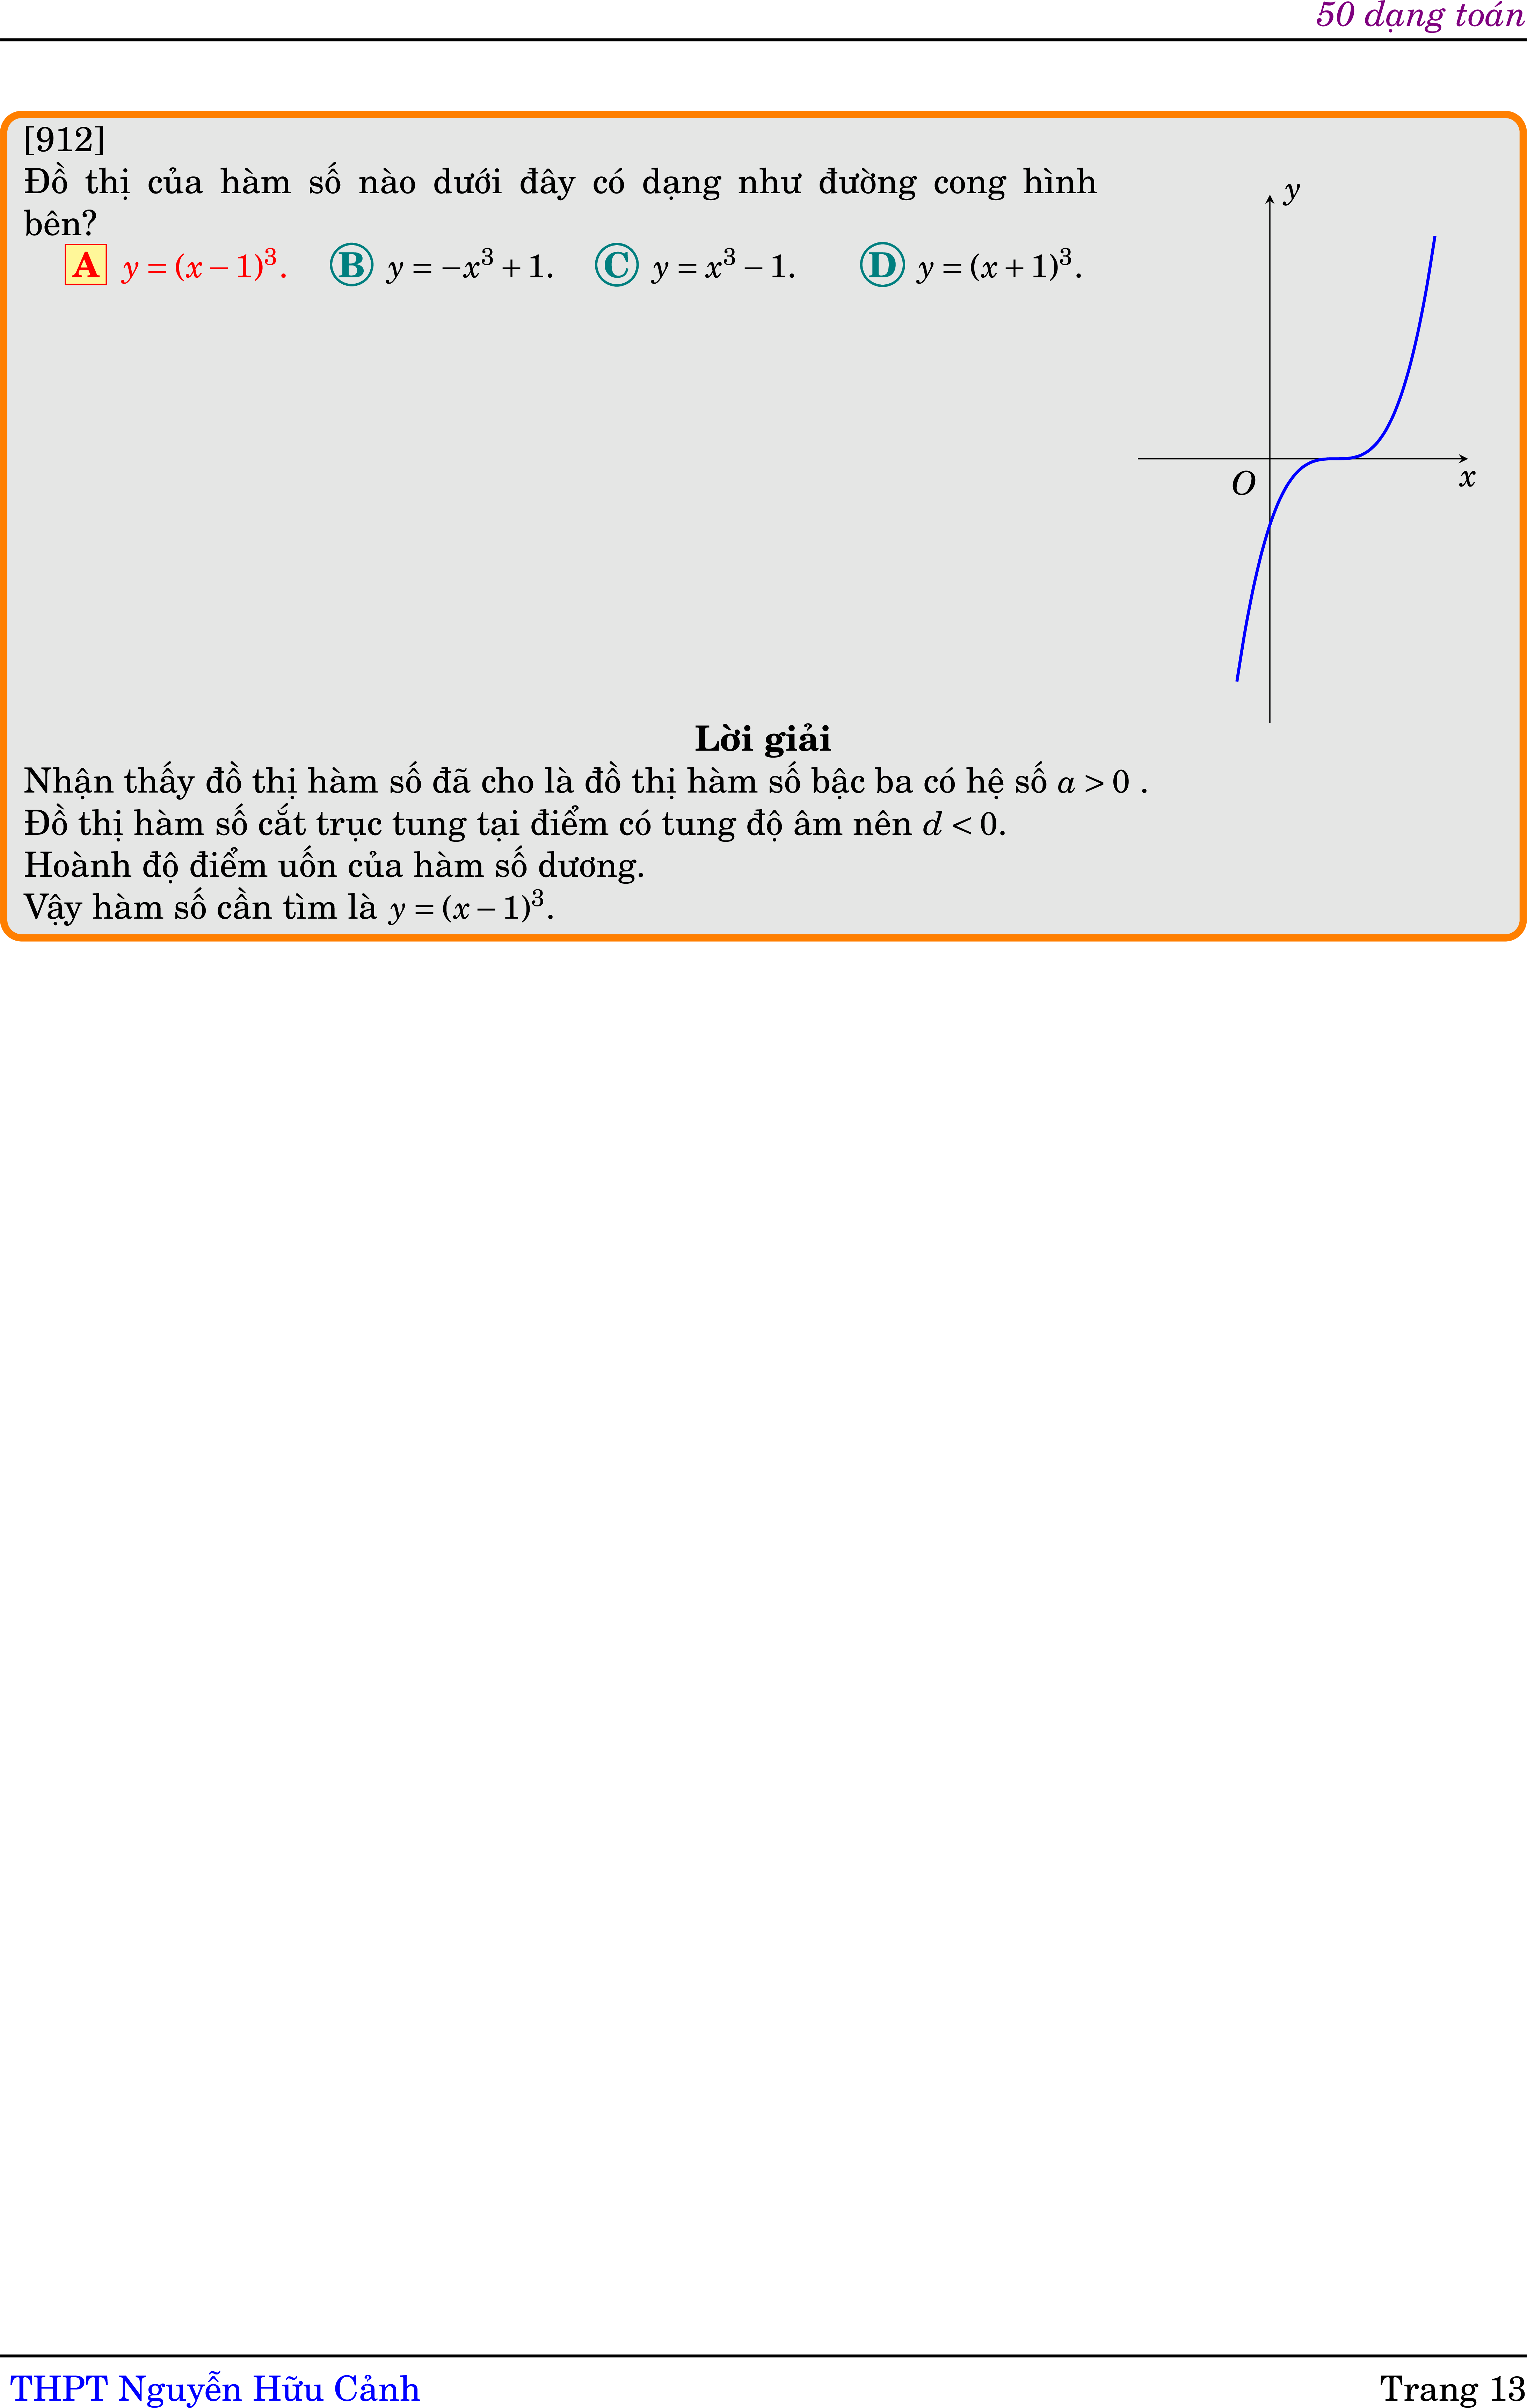 50 dạng toán
[912]
Đồ thị của hàm số nào dưới đây có dạng như đường cong hình
bên?
A y = (x − 1)³. B y = −x³ + 1. C y = x³ − 1. D y = (x + 1)³.
y
x
O
Lời giải
Nhận thấy đồ thị hàm số đã cho là đồ thị hàm số bậc ba có hệ số a > 0 .
Đồ thị hàm số cắt trục tung tại điểm có tung độ âm nên d < 0.
Hoành độ điểm uốn của hàm số dương.
Vậy hàm số cần tìm là y = (x − 1)³.
THPT Nguyễn Hữu Cảnh Trang 13